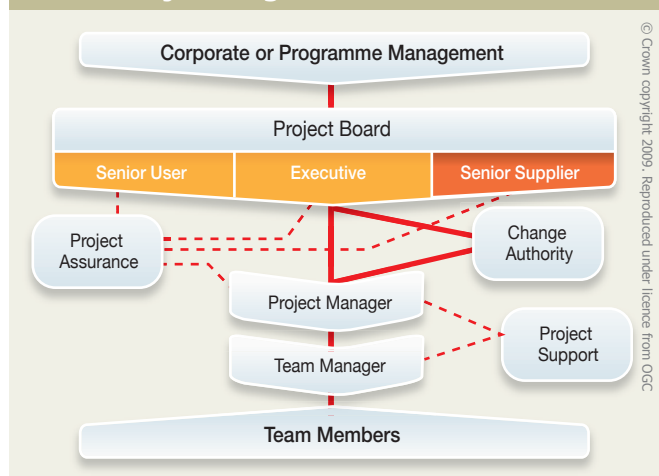 Corporate or Programme Management
Project Board
Senior User
Executive
Senior Supplier
Project
Assurance
Change
Authority
Project Manager
Project
Support
Team Manager
Team Members
© Crown copyright 2009. Reproduced under licence from OGC